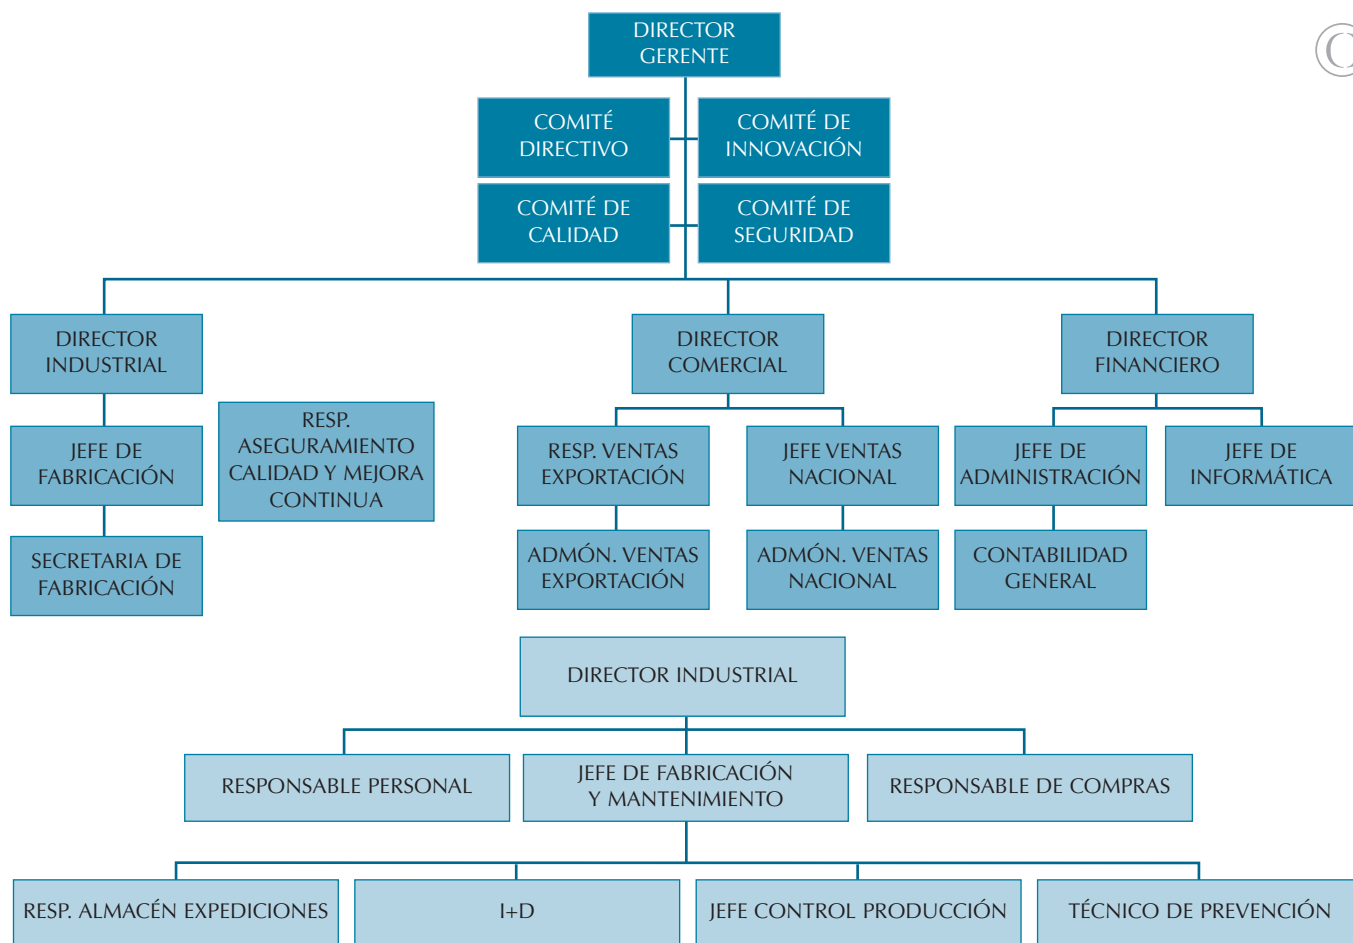 DIRECTOR
GERENTE
©
COMITÉ
DIRECTIVO
COMITÉ DE
INNOVACIÓN
COMITÉ DE
CALIDAD
COMITÉ DE
SEGURIDAD
DIRECTOR
INDUSTRIAL
DIRECTOR
COMERCIAL
DIRECTOR
FINANCIERO
JEFE DE
FABRICACIÓN
RESP.
ASEGURAMIENTO
CALIDAD Y MEJORA
CONTINUA
RESP. VENTAS
EXPORTACIÓN
JEFE VENTAS
NACIONAL
JEFE DE
ADMINISTRACIÓN
JEFE DE
INFORMÁTICA
SECRETARIA DE
FABRICACIÓN
ADMÓN. VENTAS
EXPORTACIÓN
ADMÓN. VENTAS
NACIONAL
CONTABILIDAD
GENERAL
DIRECTOR INDUSTRIAL
RESPONSABLE PERSONAL
JEFE DE FABRICACIÓN
Y MANTENIMIENTO
RESPONSABLE DE COMPRAS
RESP. ALMACÉN EXPEDICIONES
I+D
JEFE CONTROL PRODUCCIÓN
TÉCNICO DE PREVENCIÓN